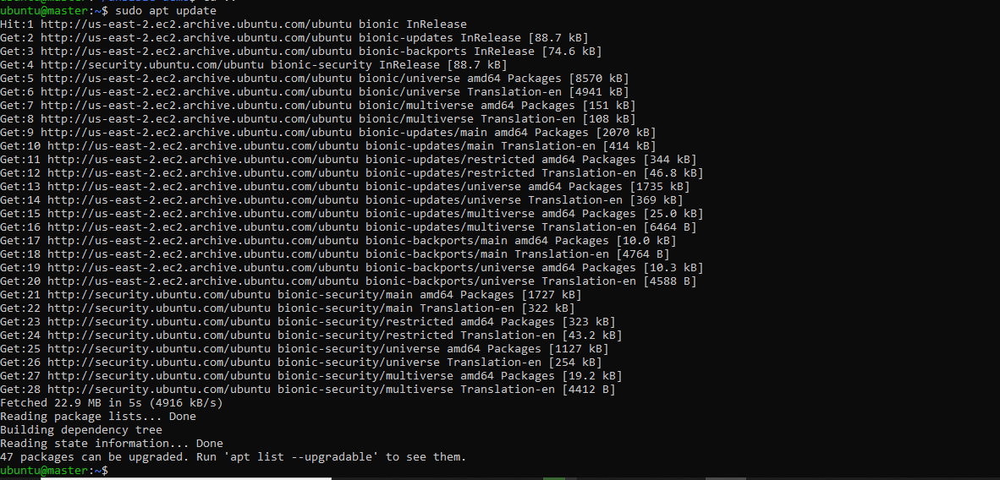 ubuntu@master:~$ sudo apt update
Hit:1 http://us-east-2.ec2.archive.ubuntu.com/ubuntu bionic InRelease
Get:2 http://us-east-2.ec2.archive.ubuntu.com/ubuntu bionic-updates InRelease [88.7 kB]
Get:3 http://us-east-2.ec2.archive.ubuntu.com/ubuntu bionic-backports InRelease [74.6 kB]
Get:4 http://security.ubuntu.com/ubuntu bionic-security InRelease [88.7 kB]
Get:5 http://us-east-2.ec2.archive.ubuntu.com/ubuntu bionic/universe amd64 Packages [8570 kB]
Get:6 http://us-east-2.ec2.archive.ubuntu.com/ubuntu bionic/universe Translation-en [4941 kB]
Get:7 http://us-east-2.ec2.archive.ubuntu.com/ubuntu bionic/multiverse amd64 Packages [151 kB]
Get:8 http://us-east-2.ec2.archive.ubuntu.com/ubuntu bionic/multiverse Translation-en [108 kB]
Get:9 http://us-east-2.ec2.archive.ubuntu.com/ubuntu bionic-updates/main amd64 Packages [2070 kB]
Get:10 http://us-east-2.ec2.archive.ubuntu.com/ubuntu bionic-updates/main Translation-en [414 kB]
Get:11 http://us-east-2.ec2.archive.ubuntu.com/ubuntu bionic-updates/restricted amd64 Packages [344 kB]
Get:12 http://us-east-2.ec2.archive.ubuntu.com/ubuntu bionic-updates/restricted Translation-en [46.8 kB]
Get:13 http://us-east-2.ec2.archive.ubuntu.com/ubuntu bionic-updates/universe amd64 Packages [1735 kB]
Get:14 http://us-east-2.ec2.archive.ubuntu.com/ubuntu bionic-updates/universe Translation-en [369 kB]
Get:15 http://us-east-2.ec2.archive.ubuntu.com/ubuntu bionic-updates/multiverse amd64 Packages [25.0 kB]
Get:16 http://us-east-2.ec2.archive.ubuntu.com/ubuntu bionic-updates/multiverse Translation-en [6464 B]
Get:17 http://us-east-2.ec2.archive.ubuntu.com/ubuntu bionic-backports/main amd64 Packages [10.0 kB]
Get:18 http://us-east-2.ec2.archive.ubuntu.com/ubuntu bionic-backports/main Translation-en [4764 B]
Get:19 http://us-east-2.ec2.archive.ubuntu.com/ubuntu bionic-backports/universe amd64 Packages [10.3 kB]
Get:20 http://us-east-2.ec2.archive.ubuntu.com/ubuntu bionic-backports/universe Translation-en [4588 B]
Get:21 http://security.ubuntu.com/ubuntu bionic-security/main amd64 Packages [1727 kB]
Get:22 http://security.ubuntu.com/ubuntu bionic-security/main Translation-en [322 kB]
Get:23 http://security.ubuntu.com/ubuntu bionic-security/restricted amd64 Packages [323 kB]
Get:24 http://security.ubuntu.com/ubuntu bionic-security/restricted Translation-en [43.2 kB]
Get:25 http://security.ubuntu.com/ubuntu bionic-security/universe amd64 Packages [1127 kB]
Get:26 http://security.ubuntu.com/ubuntu bionic-security/universe Translation-en [254 kB]
Get:27 http://security.ubuntu.com/ubuntu bionic-security/multiverse amd64 Packages [19.2 kB]
Get:28 http://security.ubuntu.com/ubuntu bionic-security/multiverse Translation-en [4412 B]
Fetched 22.9 MB in 5s (4916 kB/s)
Reading package lists... Done
Building dependency tree
Reading state information... Done
47 packages can be upgraded. Run 'apt list --upgradable' to see them.
ubuntu@master:~$